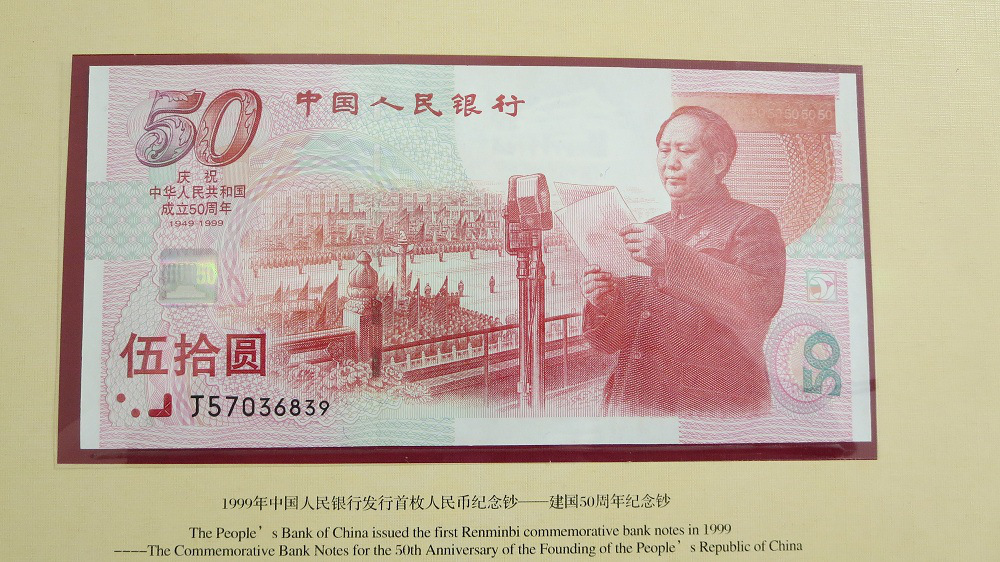 50
中国人民银行
50 50 50 50
庆 祝
中华人民共和国
成立50周年
1949-1999
伍拾圆
J57036839
50
1999年中国人民银行发行首枚人民币纪念钞——建国50周年纪念钞
The People’s Bank of China issued the first Renminbi commemorative bank notes in 1999
----The Commemorative Bank Notes for the 50th Anniversary of the Founding of the People’s Republic of China